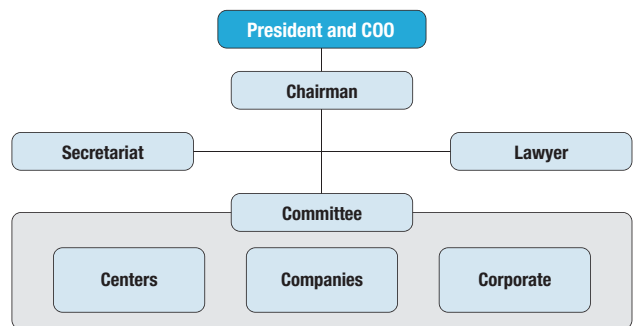 President and COO
Chairman
Secretariat
Lawyer
Committee
Centers
Companies
Corporate